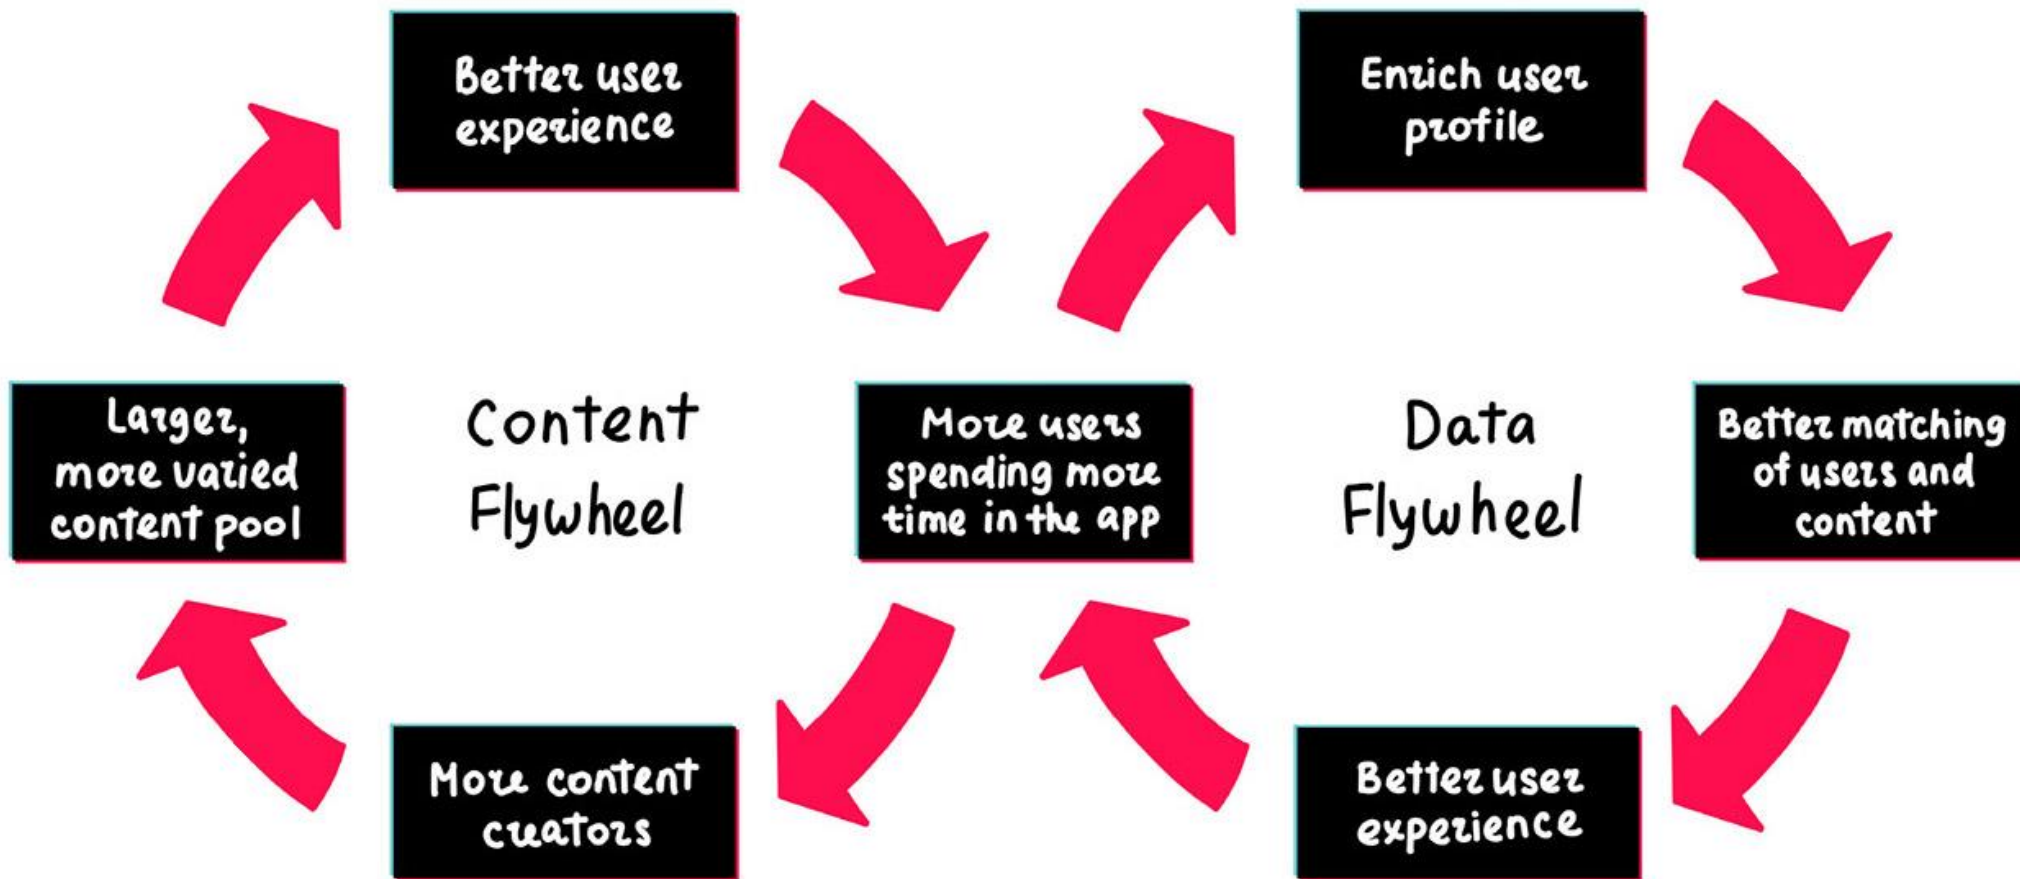 Better user
experience
Enrich user
profile
Larger,
more varied
content pool
Content
Flywheel
More users
spending more
time in the app
Data
Flywheel
Better matching
of users and
content
More content
creators
Better user
experience